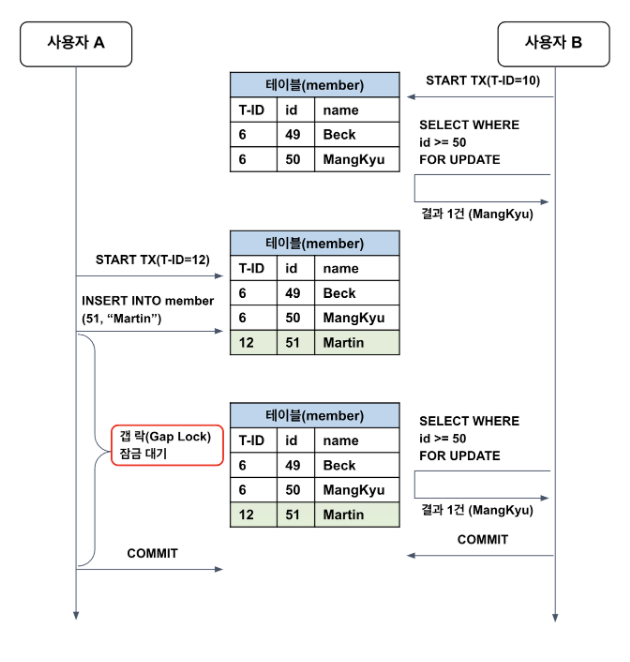 사용자 A
사용자 B
테이블(member)
T-ID id name
6 49 Beck
6 50 MangKyu
START TX(T-ID=10)
SELECT WHERE
id >= 50
FOR UPDATE
결과 1건 (MangKyu)
START TX(T-ID=12)
INSERT INTO member
(51, “Martin”)
테이블(member)
T-ID id name
6 49 Beck
6 50 MangKyu
12 51 Martin
갭 락(Gap Lock)
잠금 대기
테이블(member)
T-ID id name
6 49 Beck
6 50 MangKyu
12 51 Martin
SELECT WHERE
id >= 50
FOR UPDATE
결과 1건 (MangKyu)
COMMIT
COMMIT